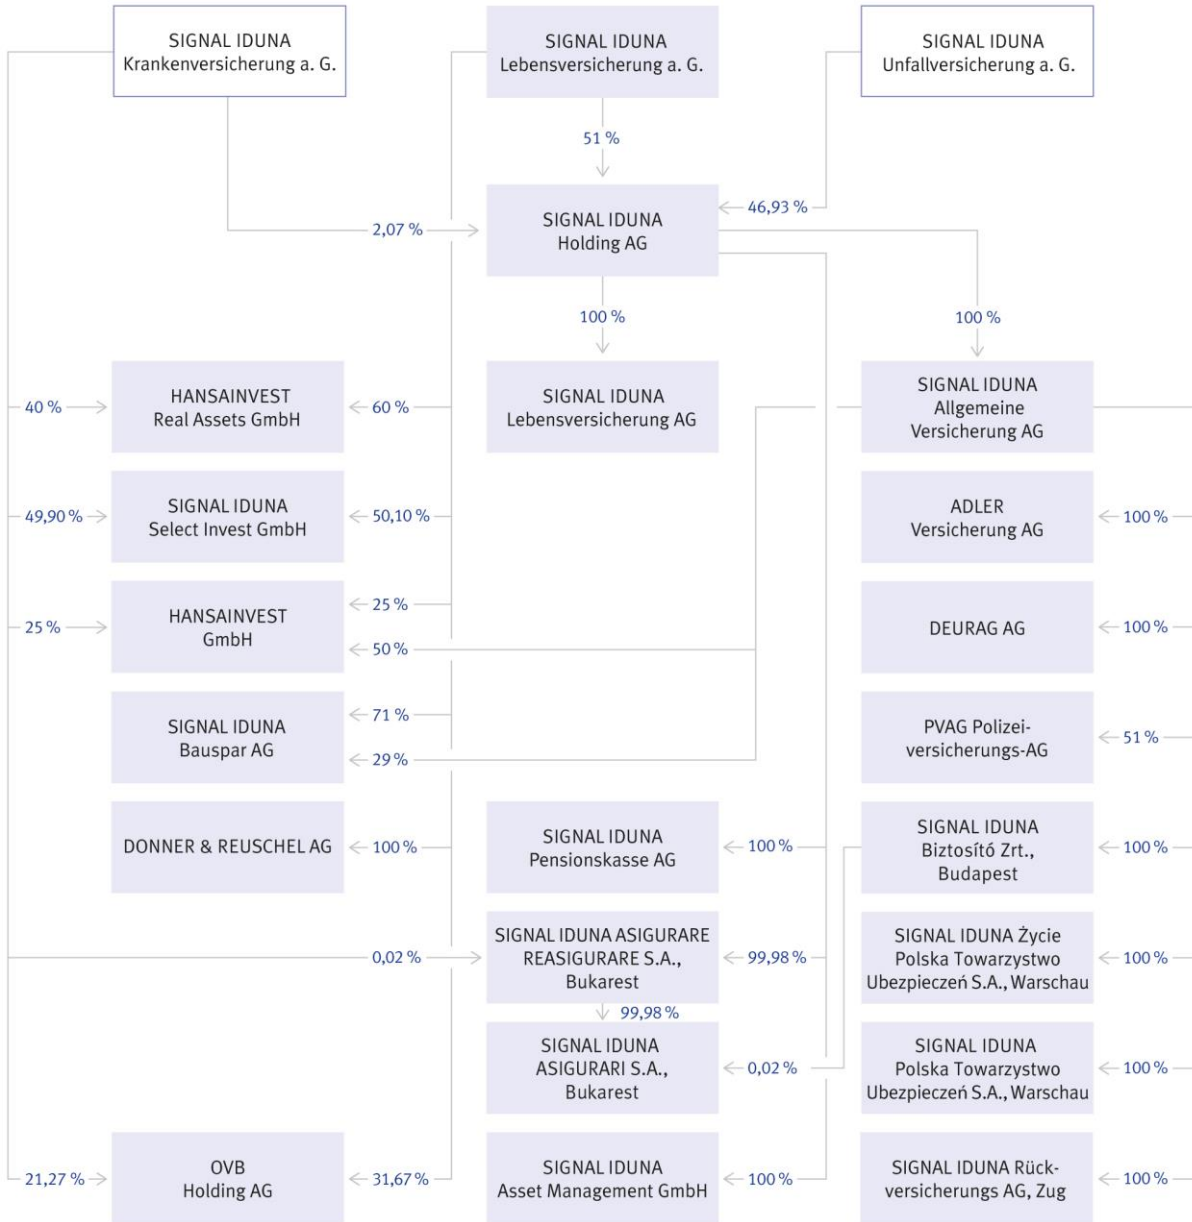 SIGNAL IDUNA
Krankenversicherung a. G.
SIGNAL IDUNA
Lebensversicherung a. G.
SIGNAL IDUNA
Unfallversicherung a. G.
51 %
SIGNAL IDUNA
Holding AG
46,93 %
2,07 %
100 %
100 %
40 %
HANSAINVEST
Real Assets GmbH
60 %
SIGNAL IDUNA
Lebensversicherung AG
SIGNAL IDUNA
Allgemeine
Versicherung AG
49,90 %
SIGNAL IDUNA
Select Invest GmbH
50,10 %
ADLER
Versicherung AG
100 %
25 %
HANSAINVEST
GmbH
25 %
50 %
DEURAG AG
100 %
SIGNAL IDUNA
Bauspar AG
71 %
29 %
PVAG Polizei-
versicherungs-AG
51 %
DONNER & REUSCHEL AG
100 %
SIGNAL IDUNA
Pensionskasse AG
100 %
SIGNAL IDUNA
Biztosító Zrt.,
Budapest
100 %
0,02 %
SIGNAL IDUNA ASIGURARE
REASIGURARE S.A.,
Bukarest
99,98 %
SIGNAL IDUNA Życie
Polska Towarzystwo
Ubezpieczeń S.A., Warschau
100 %
99,98 %
SIGNAL IDUNA
ASIGURARI S.A.,
Bukarest
0,02 %
SIGNAL IDUNA
Polska Towarzystwo
Ubezpieczeń S.A., Warschau
100 %
21,27 %
OVB
Holding AG
31,67 %
SIGNAL IDUNA
Asset Management GmbH
100 %
SIGNAL IDUNA Rück-
versicherungs AG, Zug
100 %